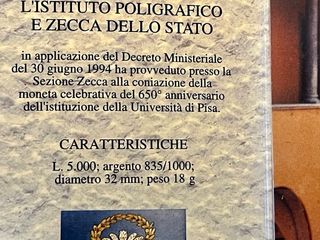 L'ISTITUTO POLIGRAFICO
E ZECCA DELLO STATO
in applicazione del Decreto Ministeriale
del 30 giugno 1994 ha provveduto presso la
Sezione Zecca alla coniazione della
moneta celebrativa del 650° anniversario
dell'istituzione della Università di Pisa.
CARATTERISTICHE
L. 5.000; argento 835/1000;
diametro 32 mm; peso 18 g